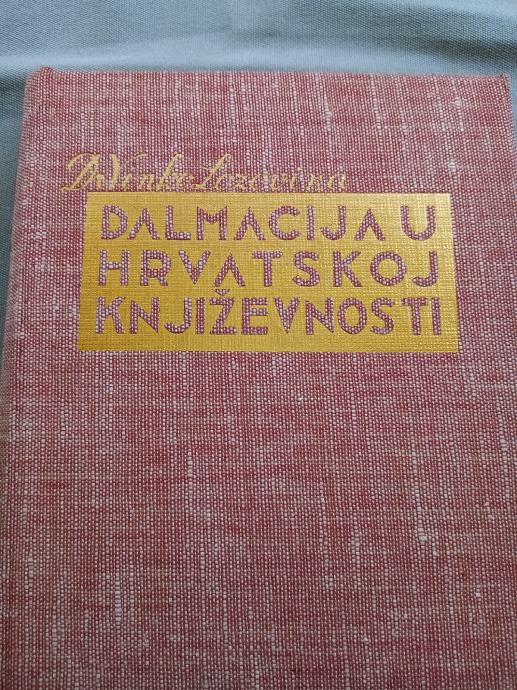 Dr Vinko Lozovina
DALMACIJA U
HRVATSKOJ
KNJIŽEVNOSTI